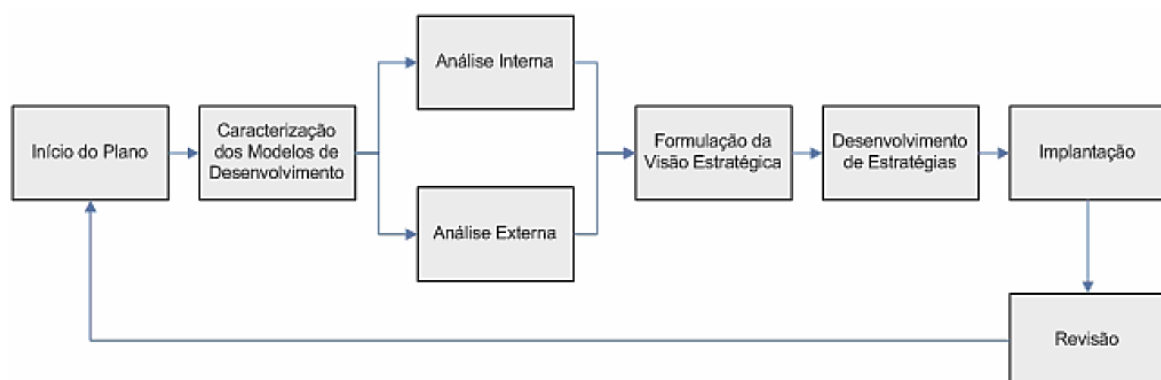 Início do Plano
Caracterização
dos Modelos de
Desenvolvimento
Análise Interna
Análise Externa
Formulação da
Visão Estratégica
Desenvolvimento
de Estratégias
Implantação
Revisão